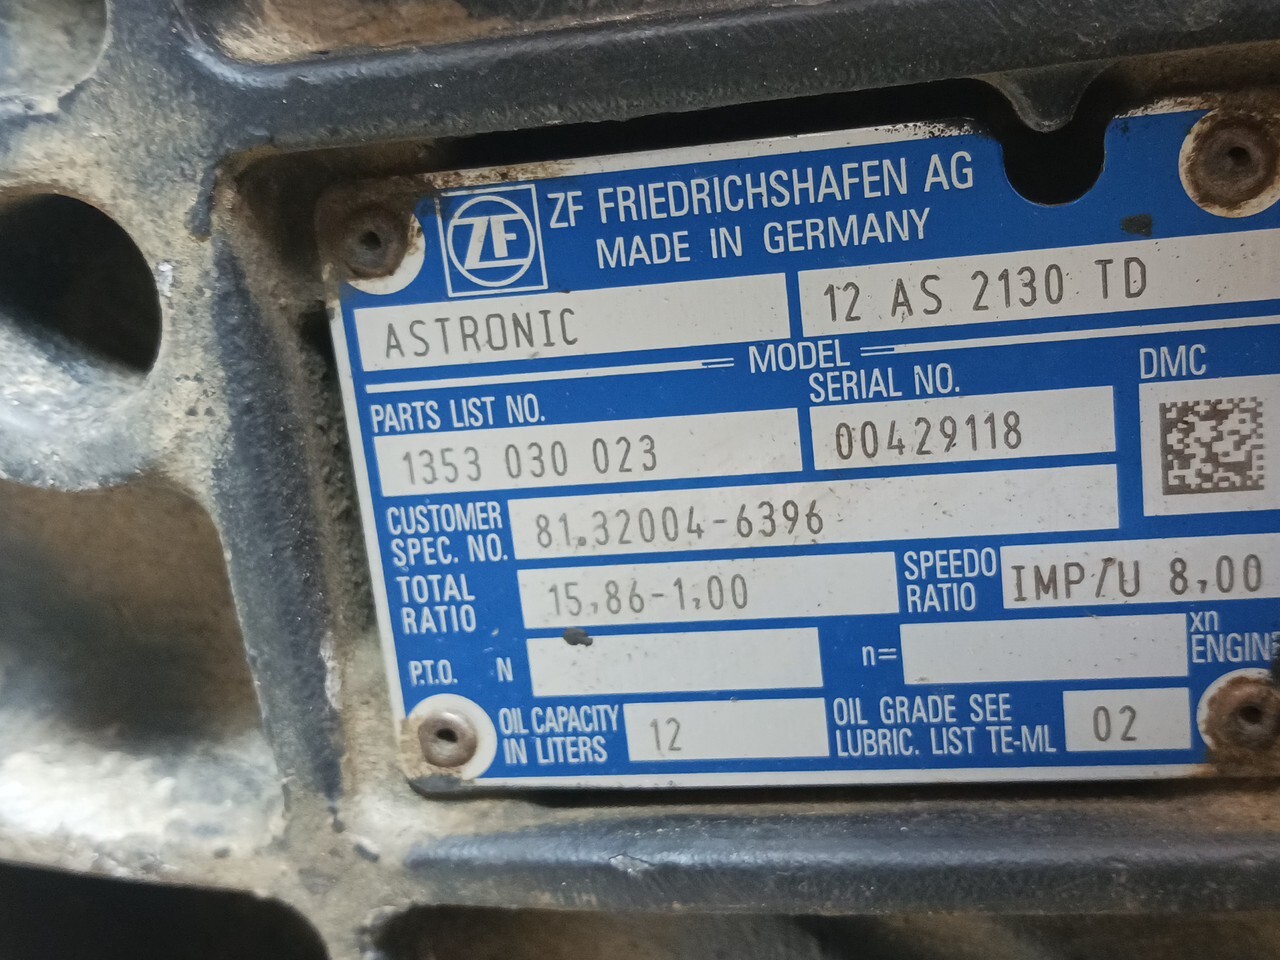 ZF ZF FRIEDRICHSHAFEN AG
MADE IN GERMANY
ASTRONIC 12 AS 2130 TD
MODEL
PARTS LIST NO. SERIAL NO. DMC
1353 030 023 00429118
CUSTOMER SPEC. NO. 81.32004-6396
TOTAL RATIO 15,86-1,00 SPEEDO RATIO IMP/U 8,00
P.T.O. N n= xn ENGINE
OIL CAPACITY IN LITERS 12 OIL GRADE SEE LUBRIC. LIST TE-ML 02